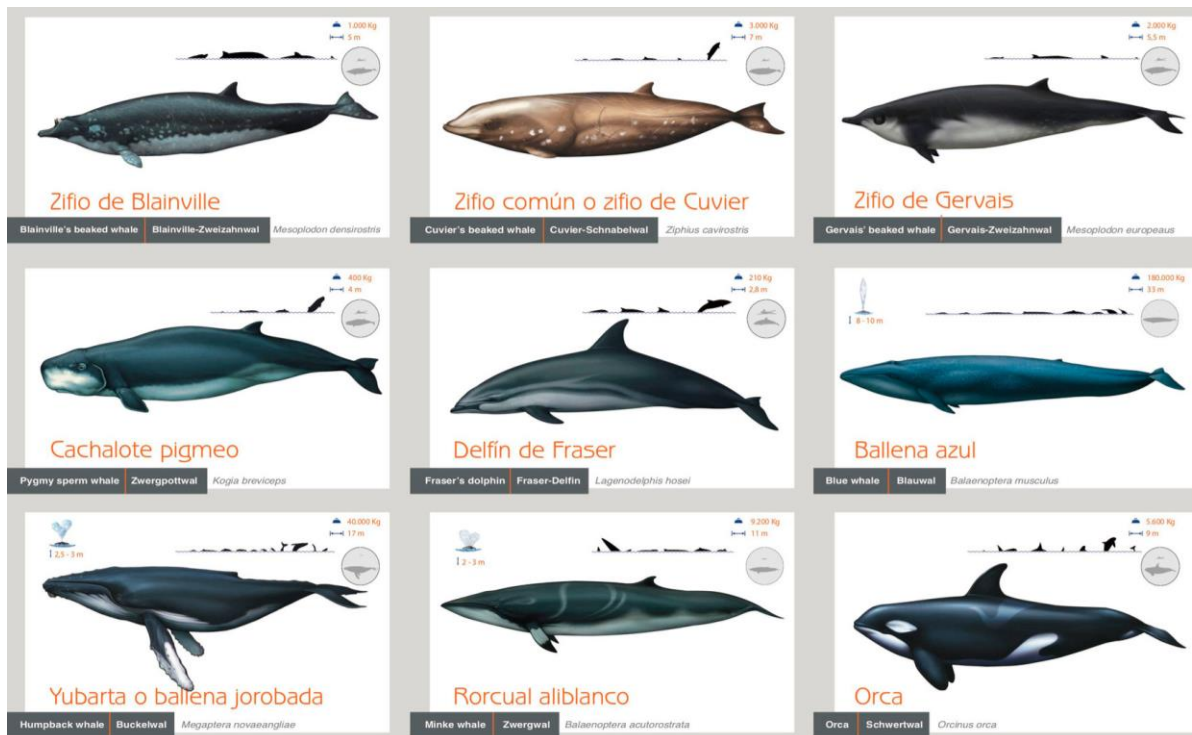 1.000 Kg
5 m
Zifio de Blainville
Blainville's beaked whale Blainville-Zweizahnwal Mesoplodon densirostris
3.000 Kg
7 m
Zifio común o zifio de Cuvier
Cuvier's beaked whale Cuvier-Schnabelwal Ziphius cavirostris
2.000 Kg
5,5 m
Zifio de Gervais
Gervais' beaked whale Gervais-Zweizahnwal Mesoplodon europeaus
400 Kg
4 m
Cachalote pigmeo
Pygmy sperm whale Zwergpottwal Kogia breviceps
210 Kg
2,8 m
Delfín de Fraser
Fraser's dolphin Fraser-Delfin Lagenodelphis hosei
180.000 Kg
33 m
8 - 10 m
Ballena azul
Blue whale Blauwal Balaenoptera musculus
40.000 Kg
17 m
2,5 - 3 m
Yubarta o ballena jorobada
Humpback whale Buckelwal Megaptera novaeangliae
9.200 Kg
11 m
2 - 3 m
Rorcual aliblanco
Minke whale Zwergwal Balaenoptera acutorostrata
5.600 Kg
9 m
Orca
Orca Schwertwal Orcinus orca